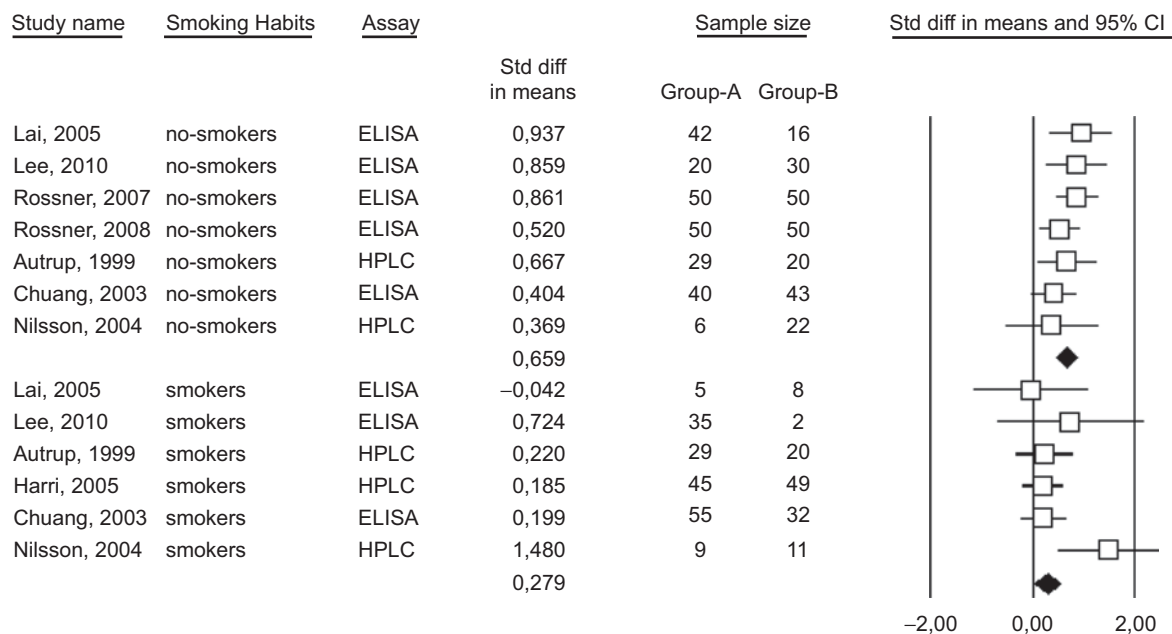 Study name Smoking Habits Assay Sample size Std diff in means and 95% CI
Std diff
in means Group-A Group-B
Lai, 2005 no-smokers ELISA 0,937 42 16
Lee, 2010 no-smokers ELISA 0,859 20 30
Rossner, 2007 no-smokers ELISA 0,861 50 50
Rossner, 2008 no-smokers ELISA 0,520 50 50
Autrup, 1999 no-smokers HPLC 0,667 29 20
Chuang, 2003 no-smokers ELISA 0,404 40 43
Nilsson, 2004 no-smokers HPLC 0,369 6 22
0,659
Lai, 2005 smokers ELISA −0,042 5 8
Lee, 2010 smokers ELISA 0,724 35 2
Autrup, 1999 smokers HPLC 0,220 29 20
Harri, 2005 smokers HPLC 0,185 45 49
Chuang, 2003 smokers ELISA 0,199 55 32
Nilsson, 2004 smokers HPLC 1,480 9 11
0,279
−2,00 0,00 2,00